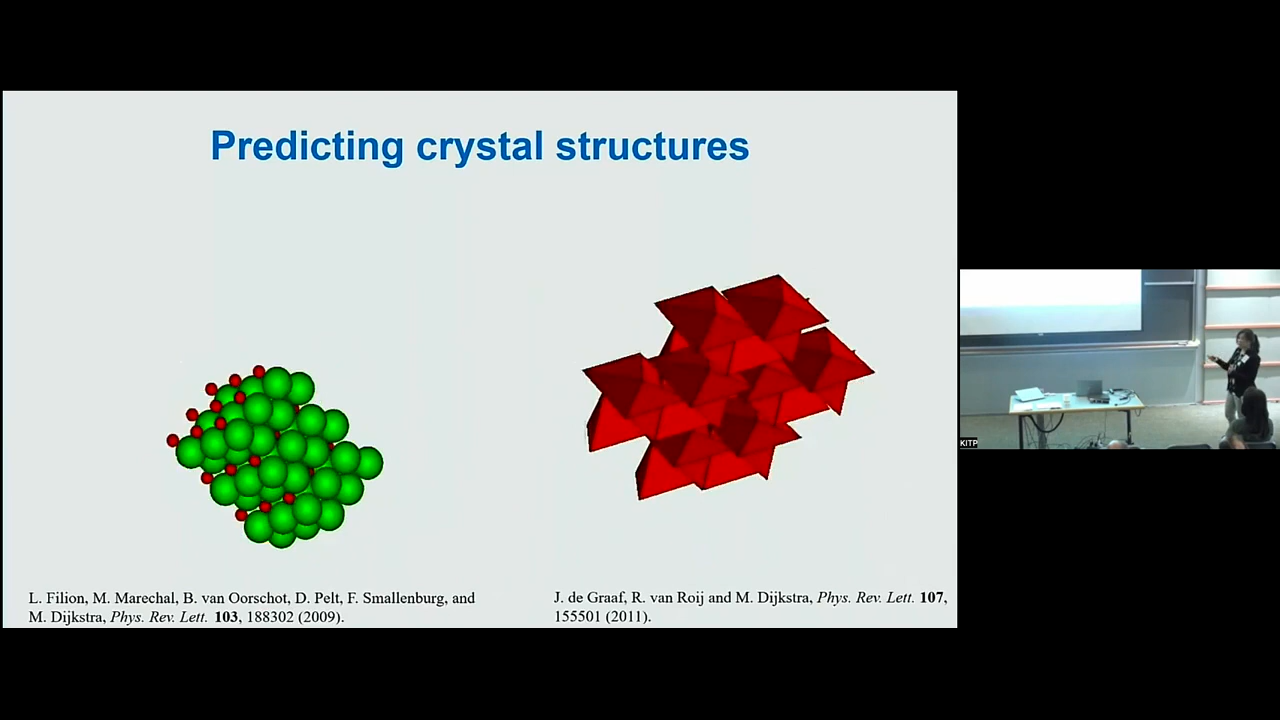 Predicting crystal structures
L. Filion, M. Marechal, B. van Oorschot, D. Pelt, F. Smallenburg, and
M. Dijkstra, Phys. Rev. Lett. 103, 188302 (2009).
J. de Graaf, R. van Roij and M. Dijkstra, Phys. Rev. Lett. 107,
155501 (2011).
KITP